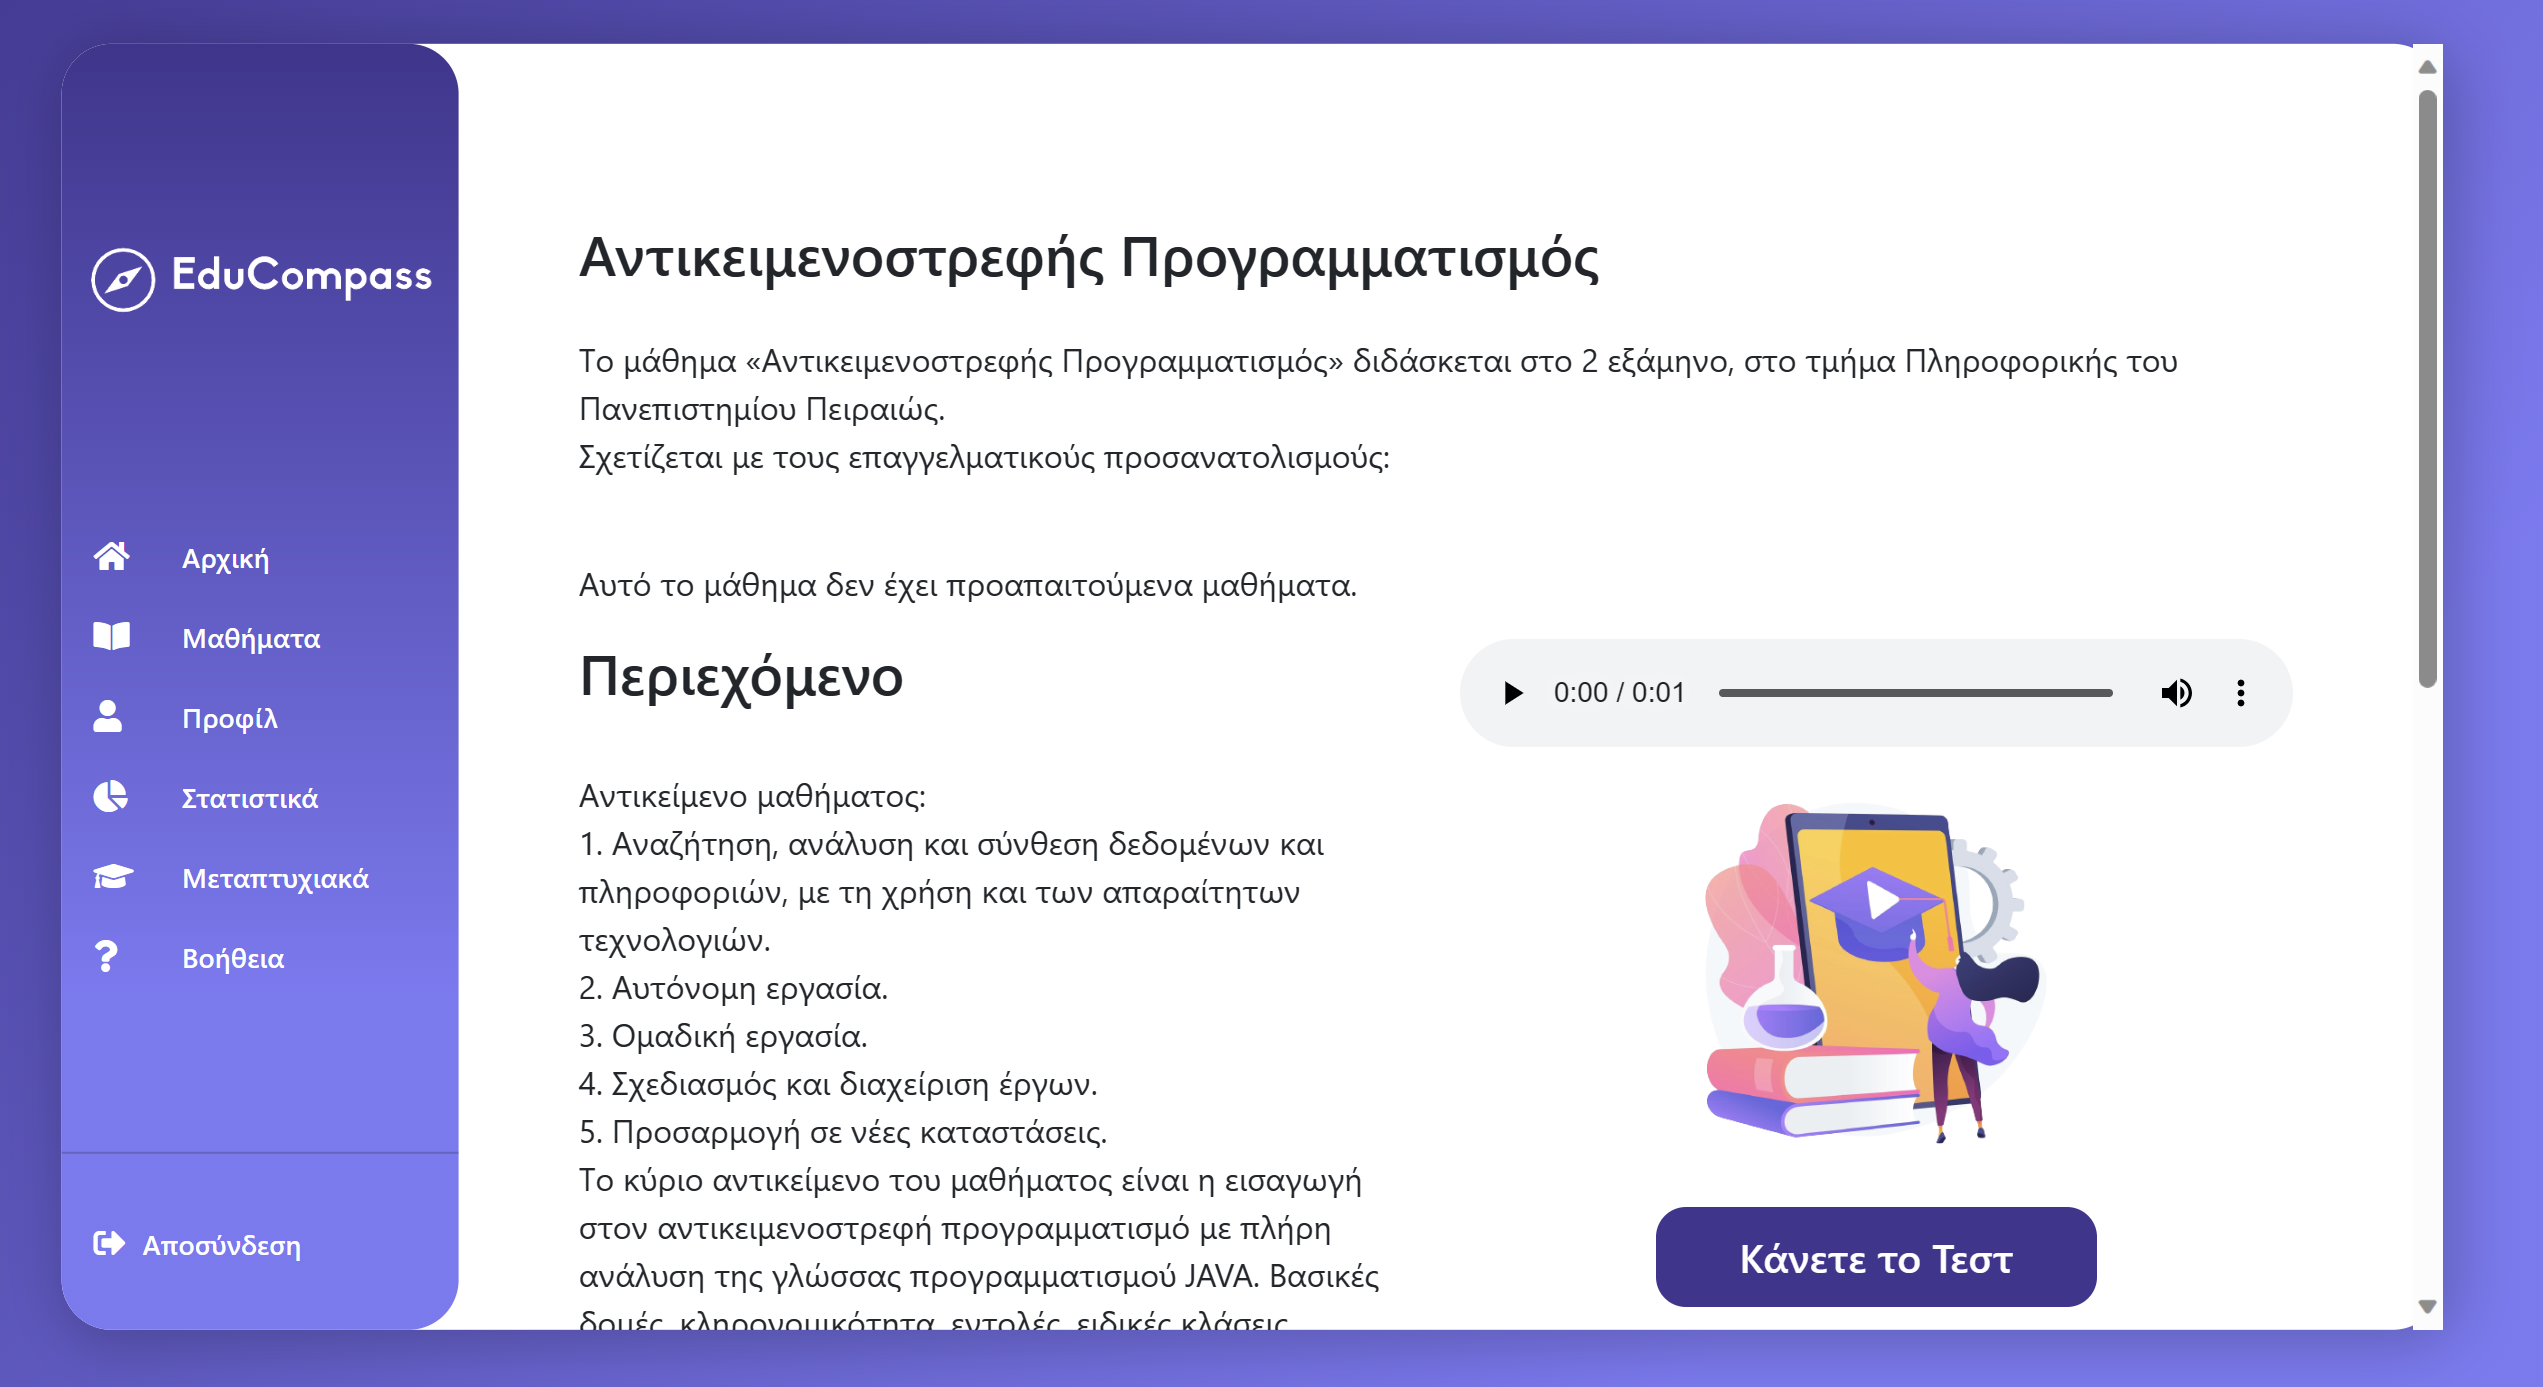 EduCompass
Αρχική
Μαθήματα
Προφίλ
Στατιστικά
Μεταπτυχιακά
Βοήθεια
Αποσύνδεση
Αντικειμενοστρεφής Προγραμματισμός
Το μάθημα «Αντικειμενοστρεφής Προγραμματισμός» διδάσκεται στο 2 εξάμηνο, στο τμήμα Πληροφορικής του
Πανεπιστημίου Πειραιώς.
Σχετίζεται με τους επαγγελματικούς προσανατολισμούς:
Αυτό το μάθημα δεν έχει προαπαιτούμενα μαθήματα.
Περιεχόμενο
Αντικείμενο μαθήματος:
1. Αναζήτηση, ανάλυση και σύνθεση δεδομένων και
πληροφοριών, με τη χρήση και των απαραίτητων
τεχνολογιών.
2. Αυτόνομη εργασία.
3. Ομαδική εργασία.
4. Σχεδιασμός και διαχείριση έργων.
5. Προσαρμογή σε νέες καταστάσεις.
Το κύριο αντικείμενο του μαθήματος είναι η εισαγωγή
στον αντικειμενοστρεφή προγραμματισμό με πλήρη
ανάλυση της γλώσσας προγραμματισμού JAVA. Βασικές
δομές, κληρονομικότητα, εντολές, ειδικές κλάσεις
0:00 / 0:01
Κάνετε το Τεστ